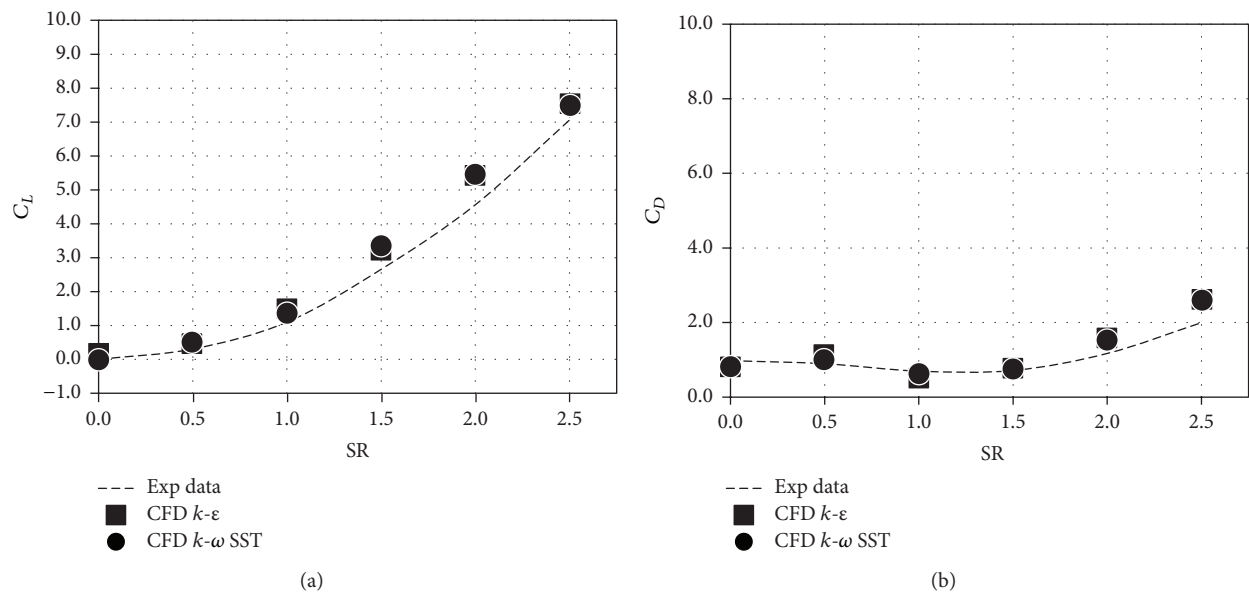 10.0
9.0
8.0
7.0
6.0
5.0
4.0
3.0
2.0
1.0
0.0
−1.0
C_L
0.0 0.5 1.0 1.5 2.0 2.5
SR
Exp data
CFD k-ε
CFD k-ω SST
(a)
10.0
8.0
6.0
4.0
2.0
0.0
C_D
0.0 0.5 1.0 1.5 2.0 2.5
SR
Exp data
CFD k-ε
CFD k-ω SST
(b)